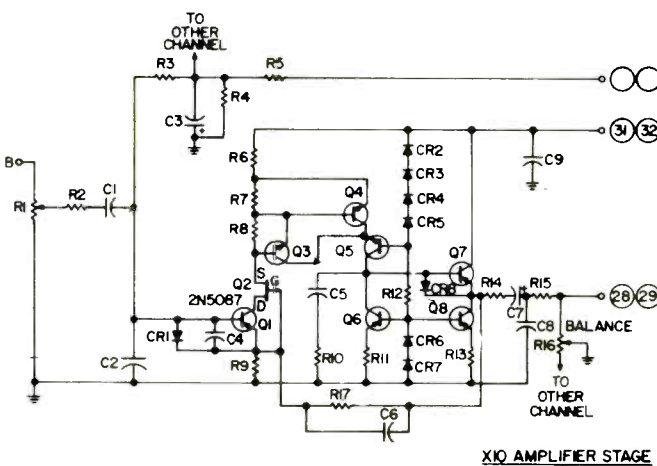 TO
OTHER
CHANNEL
R3
R5
R4
C3
+
31 32
R6
CR2
C9
B
R7
CR3
Q4
CR4
R2
C1
R1
R8
CR5
Q3
Q5
Q7
S
Q2
G
CR8
R14
R15
2N5087
D
C5
R12
Q8
C7
28 29
Q1
Q6
C8
BALANCE
CR1
C4
CR6
R16
C2
R9
R10
R11
CR7
R13
R17
TO
OTHER
CHANNEL
C6
X10 AMPLIFIER STAGE